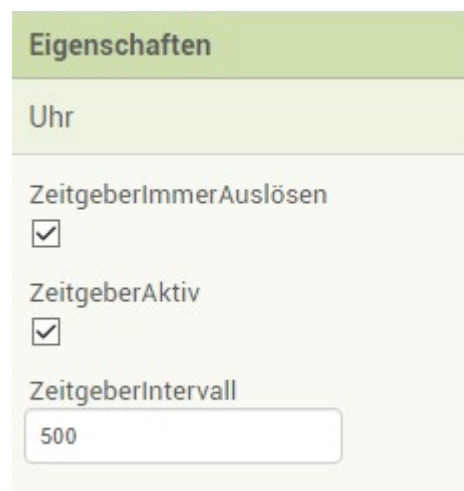 Eigenschaften
Uhr
ZeitgeberImmerAuslösen
ZeitgeberAktiv
ZeitgeberIntervall
500